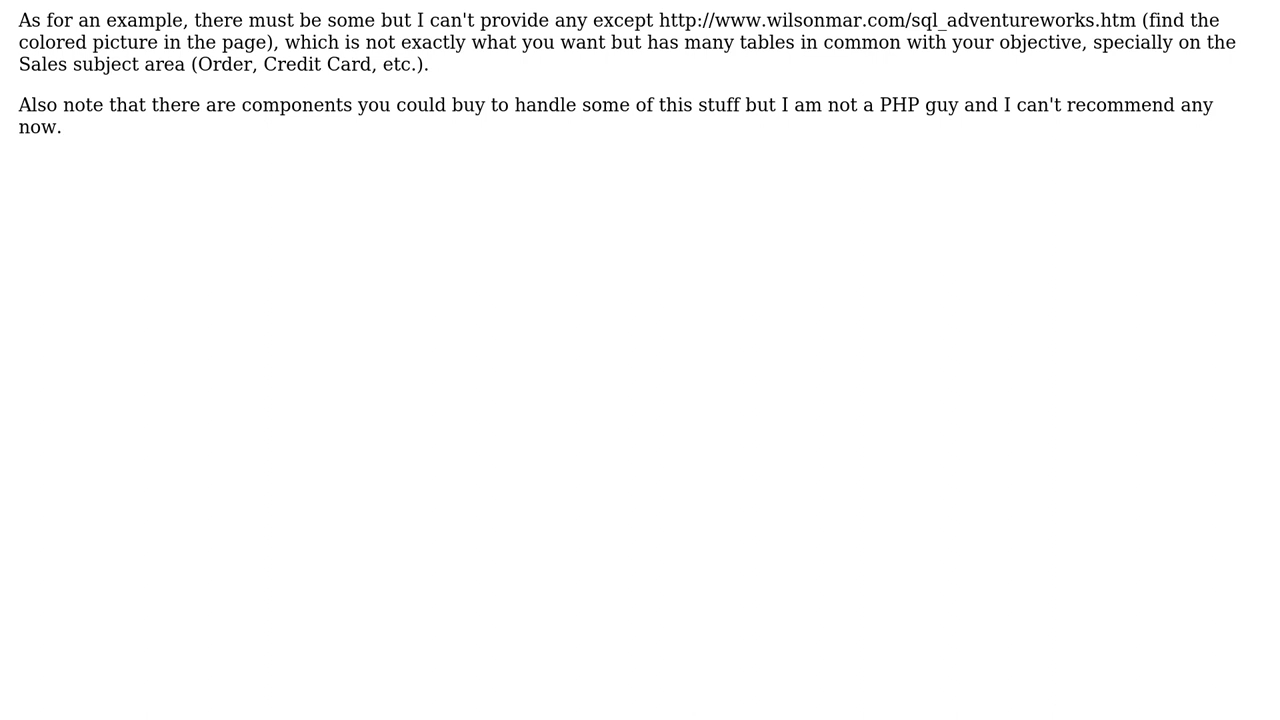 As for an example, there must be some but I can't provide any except http://www.wilsonmar.com/sql_adventureworks.htm (find the
colored picture in the page), which is not exactly what you want but has many tables in common with your objective, specially on the
Sales subject area (Order, Credit Card, etc.).
Also note that there are components you could buy to handle some of this stuff but I am not a PHP guy and I can't recommend any
now.